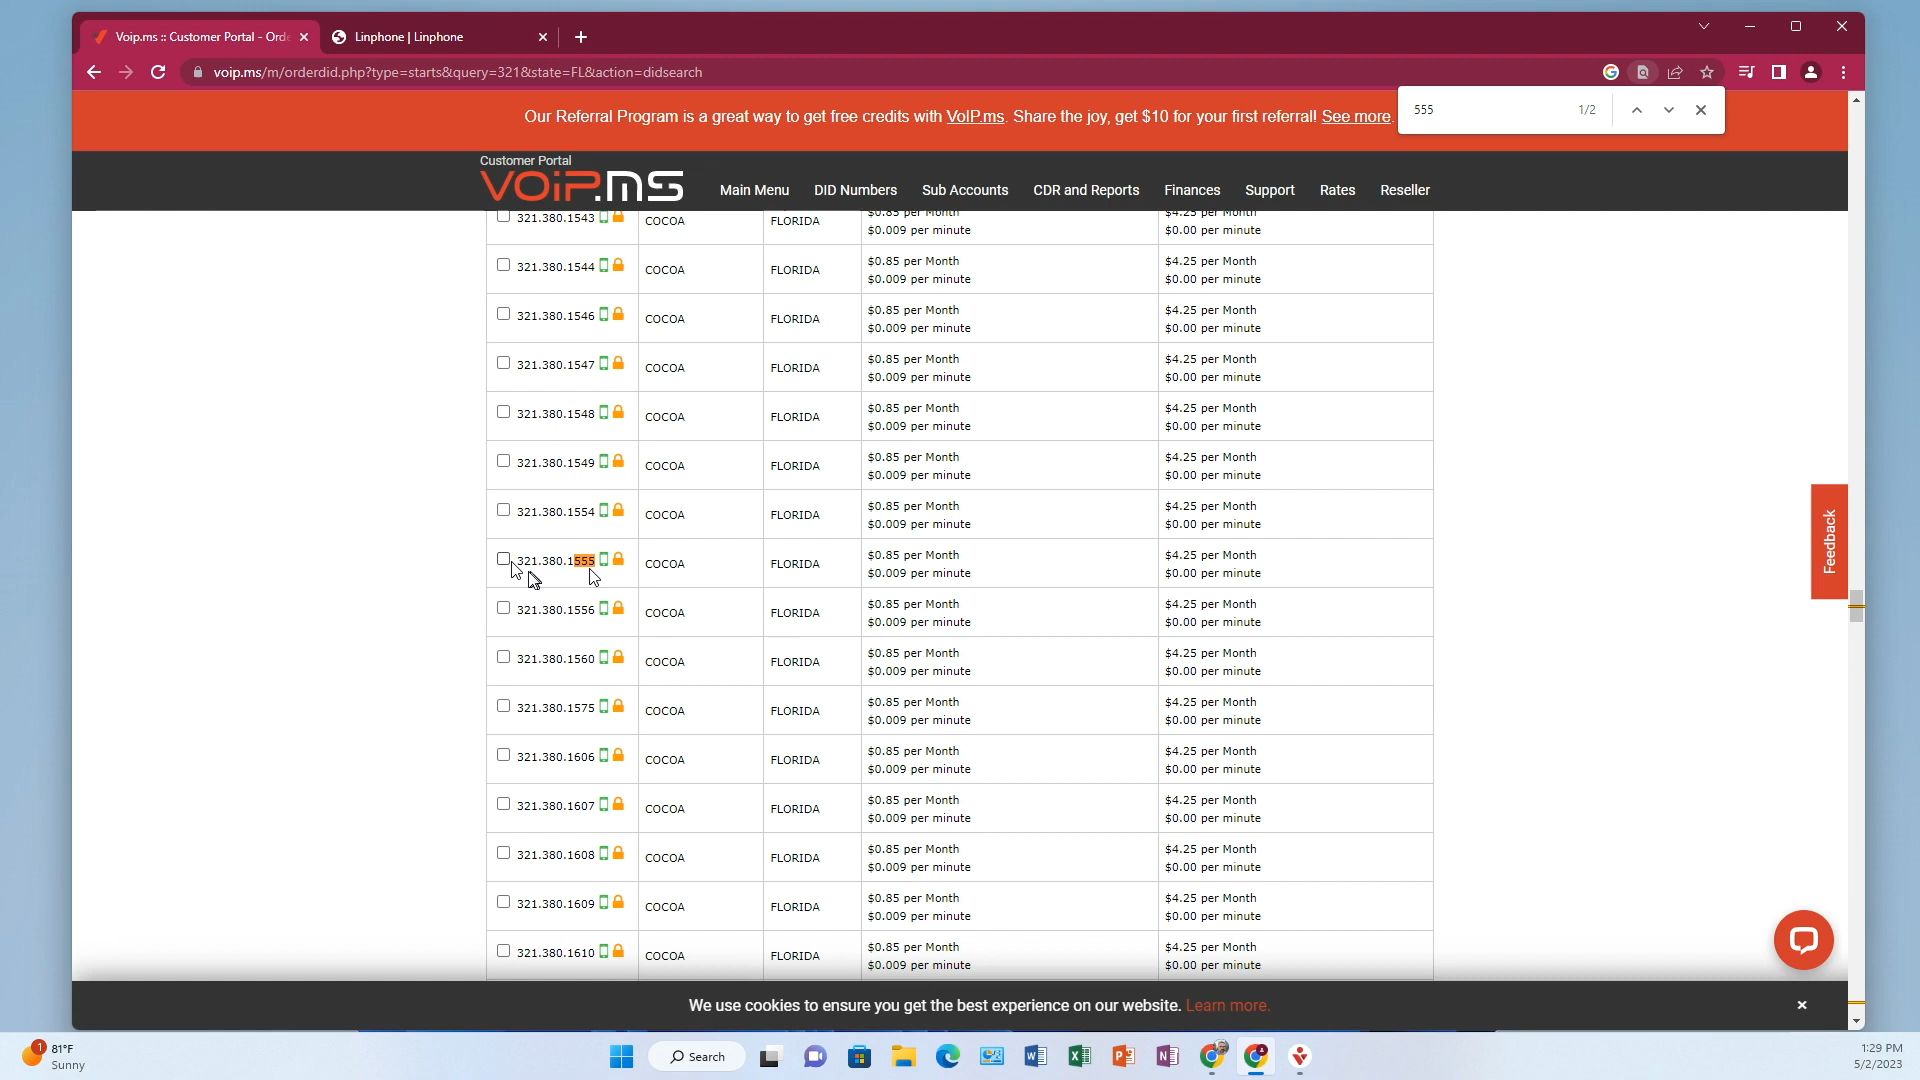 Voip.ms :: Customer Portal - Orde
Linphone | Linphone
voip.ms/m/orderdid.php?type=starts&query=321&state=FL&action=didsearch
555
1/2
Our Referral Program is a great way to get free credits with VoIP.ms. Share the joy, get $10 for your first referral! See more.
Customer Portal
VOIP.MS
Main Menu DID Numbers Sub Accounts CDR and Reports Finances Support Rates Reseller
321.380.1543 COCOA FLORIDA $0.85 per Month $4.25 per Month
$0.009 per minute $0.00 per minute
321.380.1544 COCOA FLORIDA $0.85 per Month $4.25 per Month
$0.009 per minute $0.00 per minute
321.380.1546 COCOA FLORIDA $0.85 per Month $4.25 per Month
$0.009 per minute $0.00 per minute
321.380.1547 COCOA FLORIDA $0.85 per Month $4.25 per Month
$0.009 per minute $0.00 per minute
321.380.1548 COCOA FLORIDA $0.85 per Month $4.25 per Month
$0.009 per minute $0.00 per minute
321.380.1549 COCOA FLORIDA $0.85 per Month $4.25 per Month
$0.009 per minute $0.00 per minute
321.380.1554 COCOA FLORIDA $0.85 per Month $4.25 per Month
$0.009 per minute $0.00 per minute
321.380.1555 COCOA FLORIDA $0.85 per Month $4.25 per Month
$0.009 per minute $0.00 per minute
321.380.1556 COCOA FLORIDA $0.85 per Month $4.25 per Month
$0.009 per minute $0.00 per minute
321.380.1560 COCOA FLORIDA $0.85 per Month $4.25 per Month
$0.009 per minute $0.00 per minute
321.380.1575 COCOA FLORIDA $0.85 per Month $4.25 per Month
$0.009 per minute $0.00 per minute
321.380.1606 COCOA FLORIDA $0.85 per Month $4.25 per Month
$0.009 per minute $0.00 per minute
321.380.1607 COCOA FLORIDA $0.85 per Month $4.25 per Month
$0.009 per minute $0.00 per minute
321.380.1608 COCOA FLORIDA $0.85 per Month $4.25 per Month
$0.009 per minute $0.00 per minute
321.380.1609 COCOA FLORIDA $0.85 per Month $4.25 per Month
$0.009 per minute $0.00 per minute
321.380.1610 COCOA FLORIDA $0.85 per Month $4.25 per Month
$0.009 per minute $0.00 per minute
Feedback
We use cookies to ensure you get the best experience on our website. Learn more.
1
81°F
Sunny
Search
1:29 PM
5/2/2023